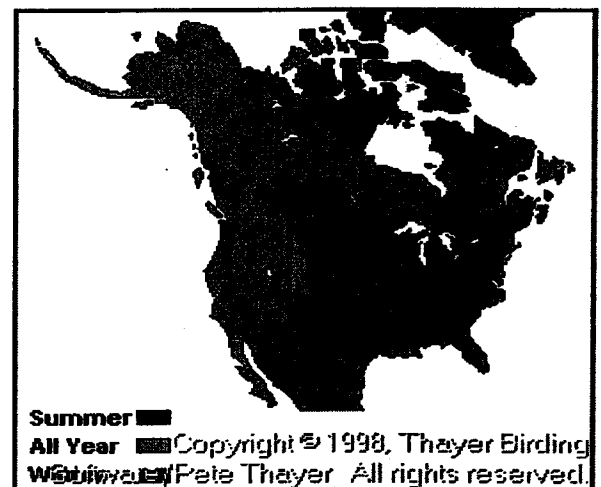 Summer
All Year Copyright © 1998, Thayer Birding
Pete Thayer All rights reserved.